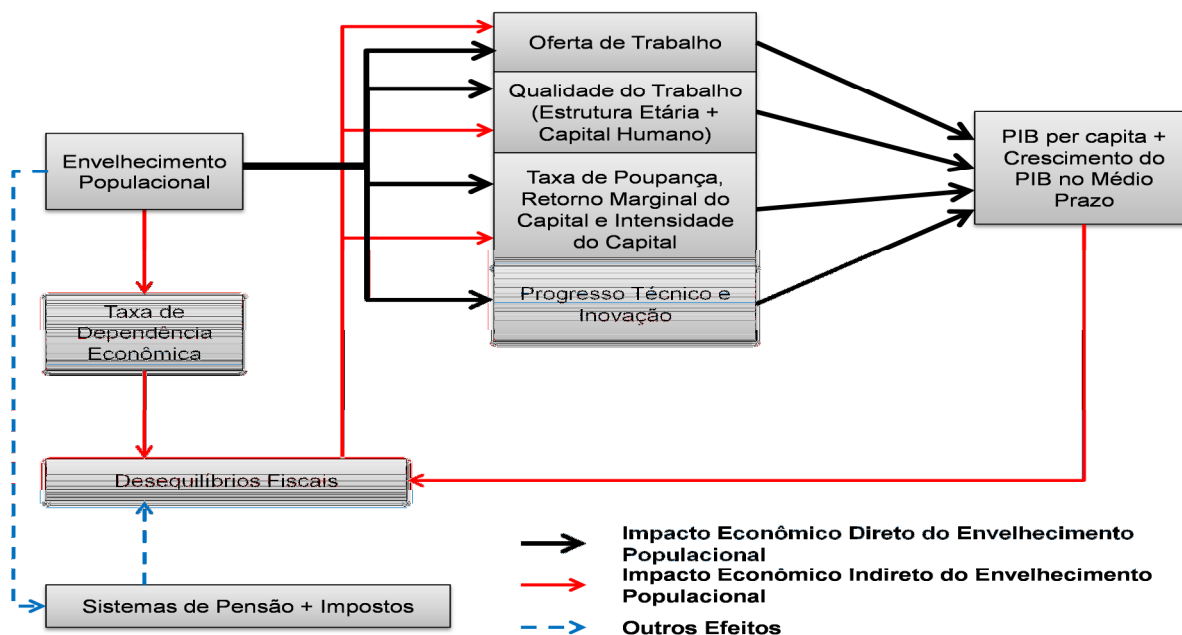 Oferta de Trabalho
Qualidade do Trabalho
(Estrutura Etária +
Capital Humano)
Taxa de Poupança,
Retorno Marginal do
Capital e Intensidade
do Capital
Progresso Técnico e
Inovação
Envelhecimento
Populacional
PIB per capita +
Crescimento do
PIB no Médio
Prazo
Taxa de
Dependência
Econômica
Desequilíbrios Fiscais
Sistemas de Pensão + Impostos
Impacto Econômico Direto do Envelhecimento
Populacional
Impacto Econômico Indireto do Envelhecimento
Populacional
Outros Efeitos